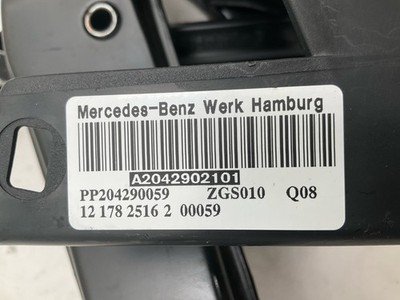 Mercedes-Benz Werk Hamburg
A2042902101
PP204290059 ZGS010 Q08
12 178 2516 2 00059